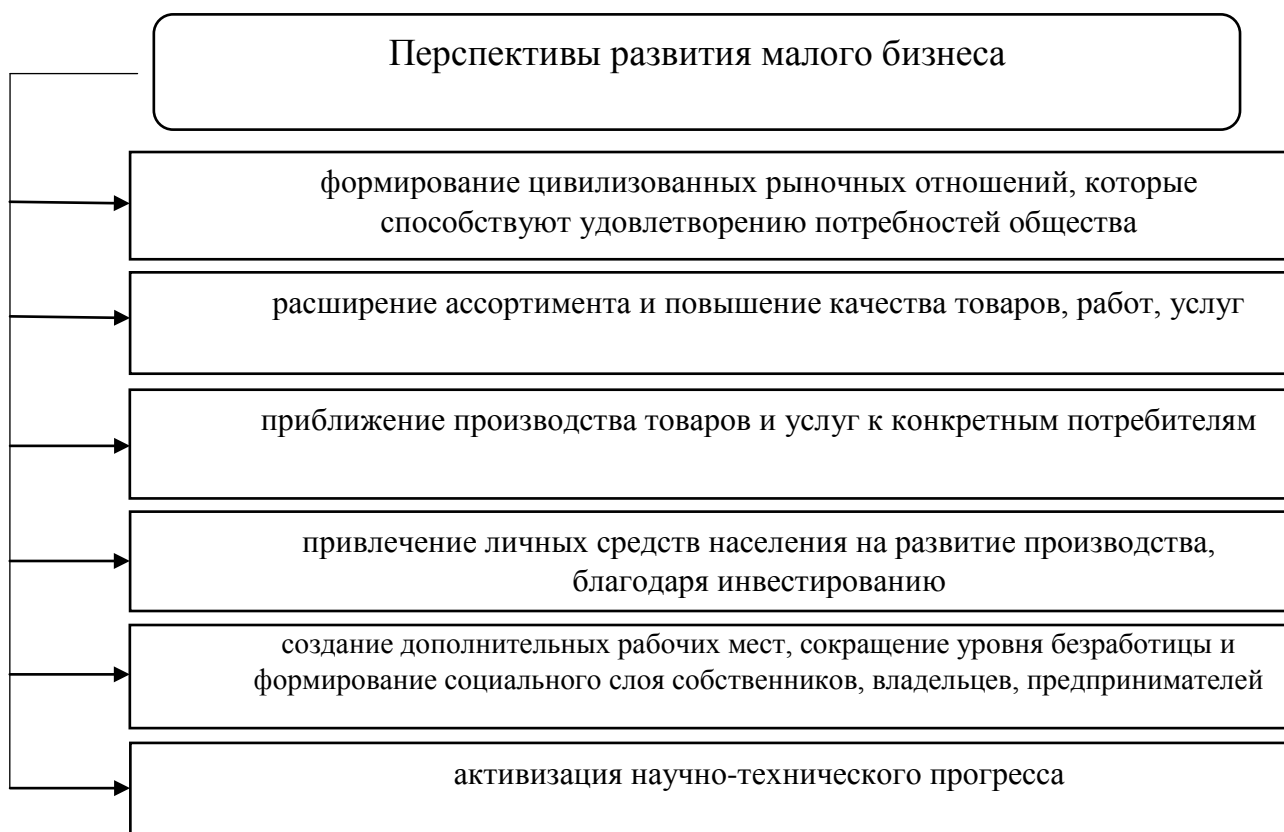 Перспективы развития малого бизнеса
формирование цивилизованных рыночных отношений, которые
способствуют удовлетворению потребностей общества
расширение ассортимента и повышение качества товаров, работ, услуг
приближение производства товаров и услуг к конкретным потребителям
привлечение личных средств населения на развитие производства,
благодаря инвестированию
создание дополнительных рабочих мест, сокращение уровня безработицы и
формирование социального слоя собственников, владельцев, предпринимателей
активизация научно-технического прогресса